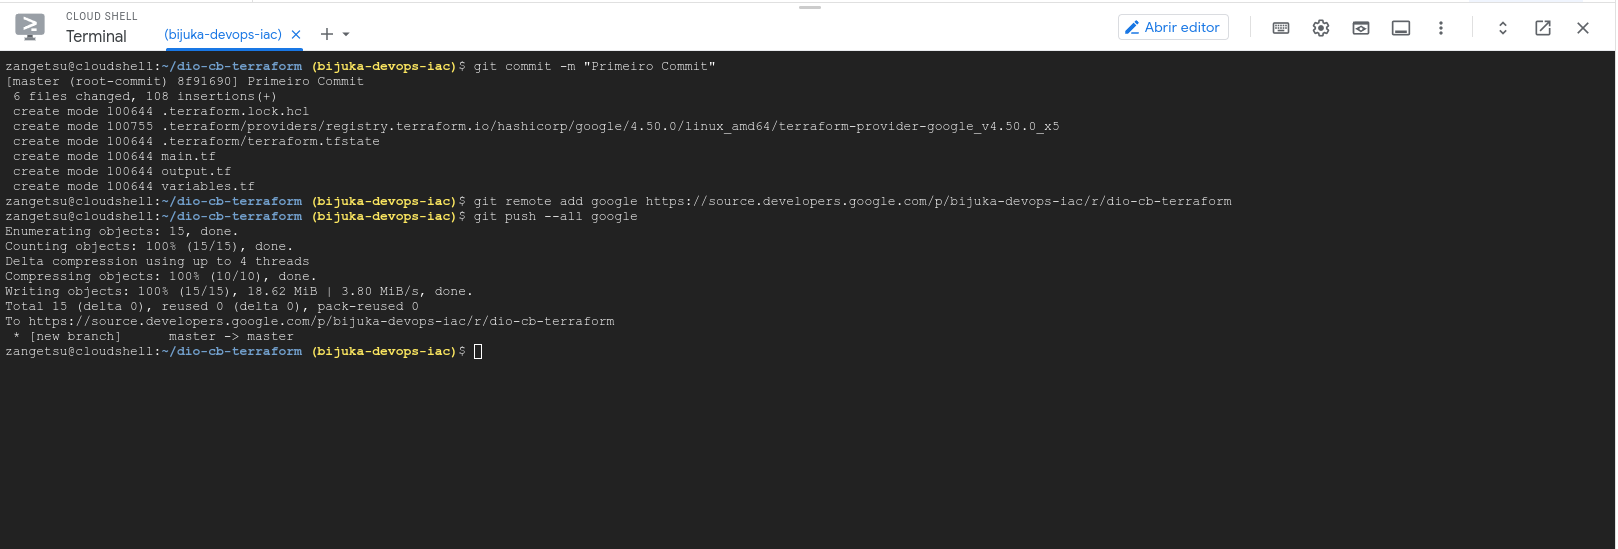 CLOUD SHELL
Terminal
(bijuka-devops-iac)
Abrir editor
zangetsu@cloudshell:~/dio-cb-terraform (bijuka-devops-iac)$ git commit -m "Primeiro Commit"
[master (root-commit) 8f91690] Primeiro Commit
 6 files changed, 108 insertions(+)
 create mode 100644 .terraform.lock.hcl
 create mode 100755 .terraform/providers/registry.terraform.io/hashicorp/google/4.50.0/linux_amd64/terraform-provider-google_v4.50.0_x5
 create mode 100644 .terraform/terraform.tfstate
 create mode 100644 main.tf
 create mode 100644 output.tf
 create mode 100644 variables.tf
zangetsu@cloudshell:~/dio-cb-terraform (bijuka-devops-iac)$ git remote add google https://source.developers.google.com/p/bijuka-devops-iac/r/dio-cb-terraform
zangetsu@cloudshell:~/dio-cb-terraform (bijuka-devops-iac)$ git push --all google
Enumerating objects: 15, done.
Counting objects: 100% (15/15), done.
Delta compression using up to 4 threads
Compressing objects: 100% (10/10), done.
Writing objects: 100% (15/15), 18.62 MiB | 3.80 MiB/s, done.
Total 15 (delta 0), reused 0 (delta 0), pack-reused 0
To https://source.developers.google.com/p/bijuka-devops-iac/r/dio-cb-terraform
 * [new branch]      master -> master
zangetsu@cloudshell:~/dio-cb-terraform (bijuka-devops-iac)$